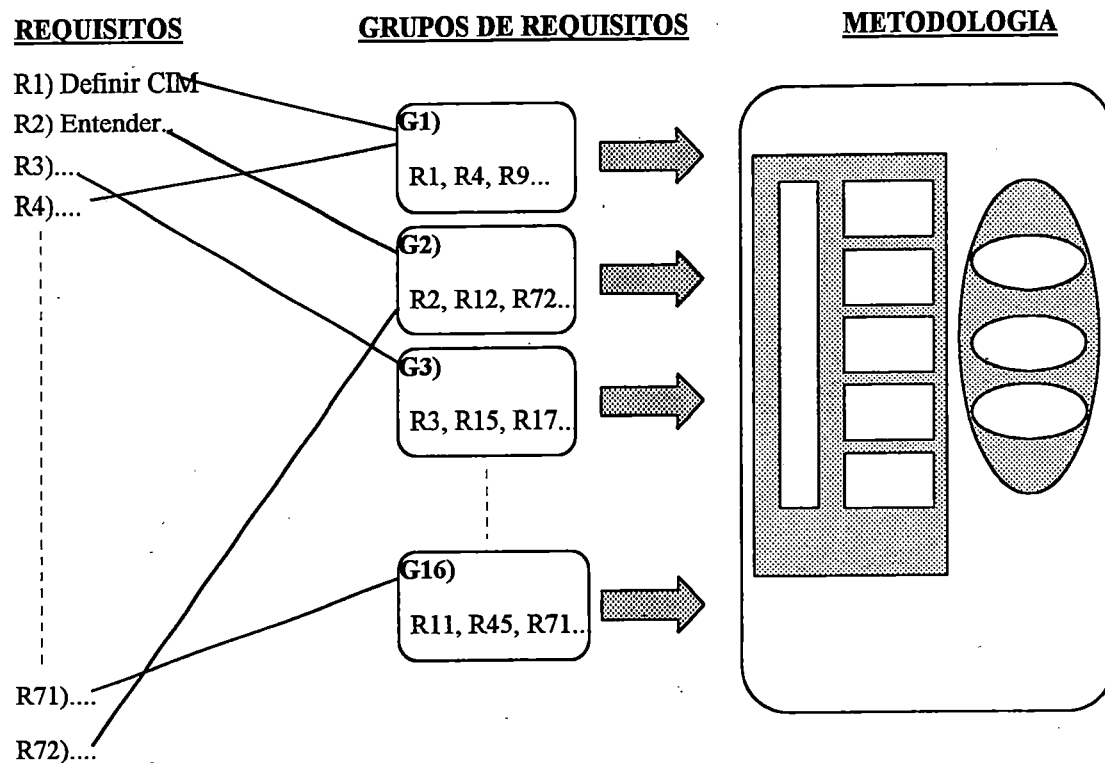 REQUISITOS
GRUPOS DE REQUISITOS
METODOLOGIA
R1) Definir CIM
R2) Entender..
R3)...
R4)....
R71)....
R72)....
G1)
R1, R4, R9...
G2)
R2, R12, R72...
G3)
R3, R15, R17...
G16)
R11, R45, R71...